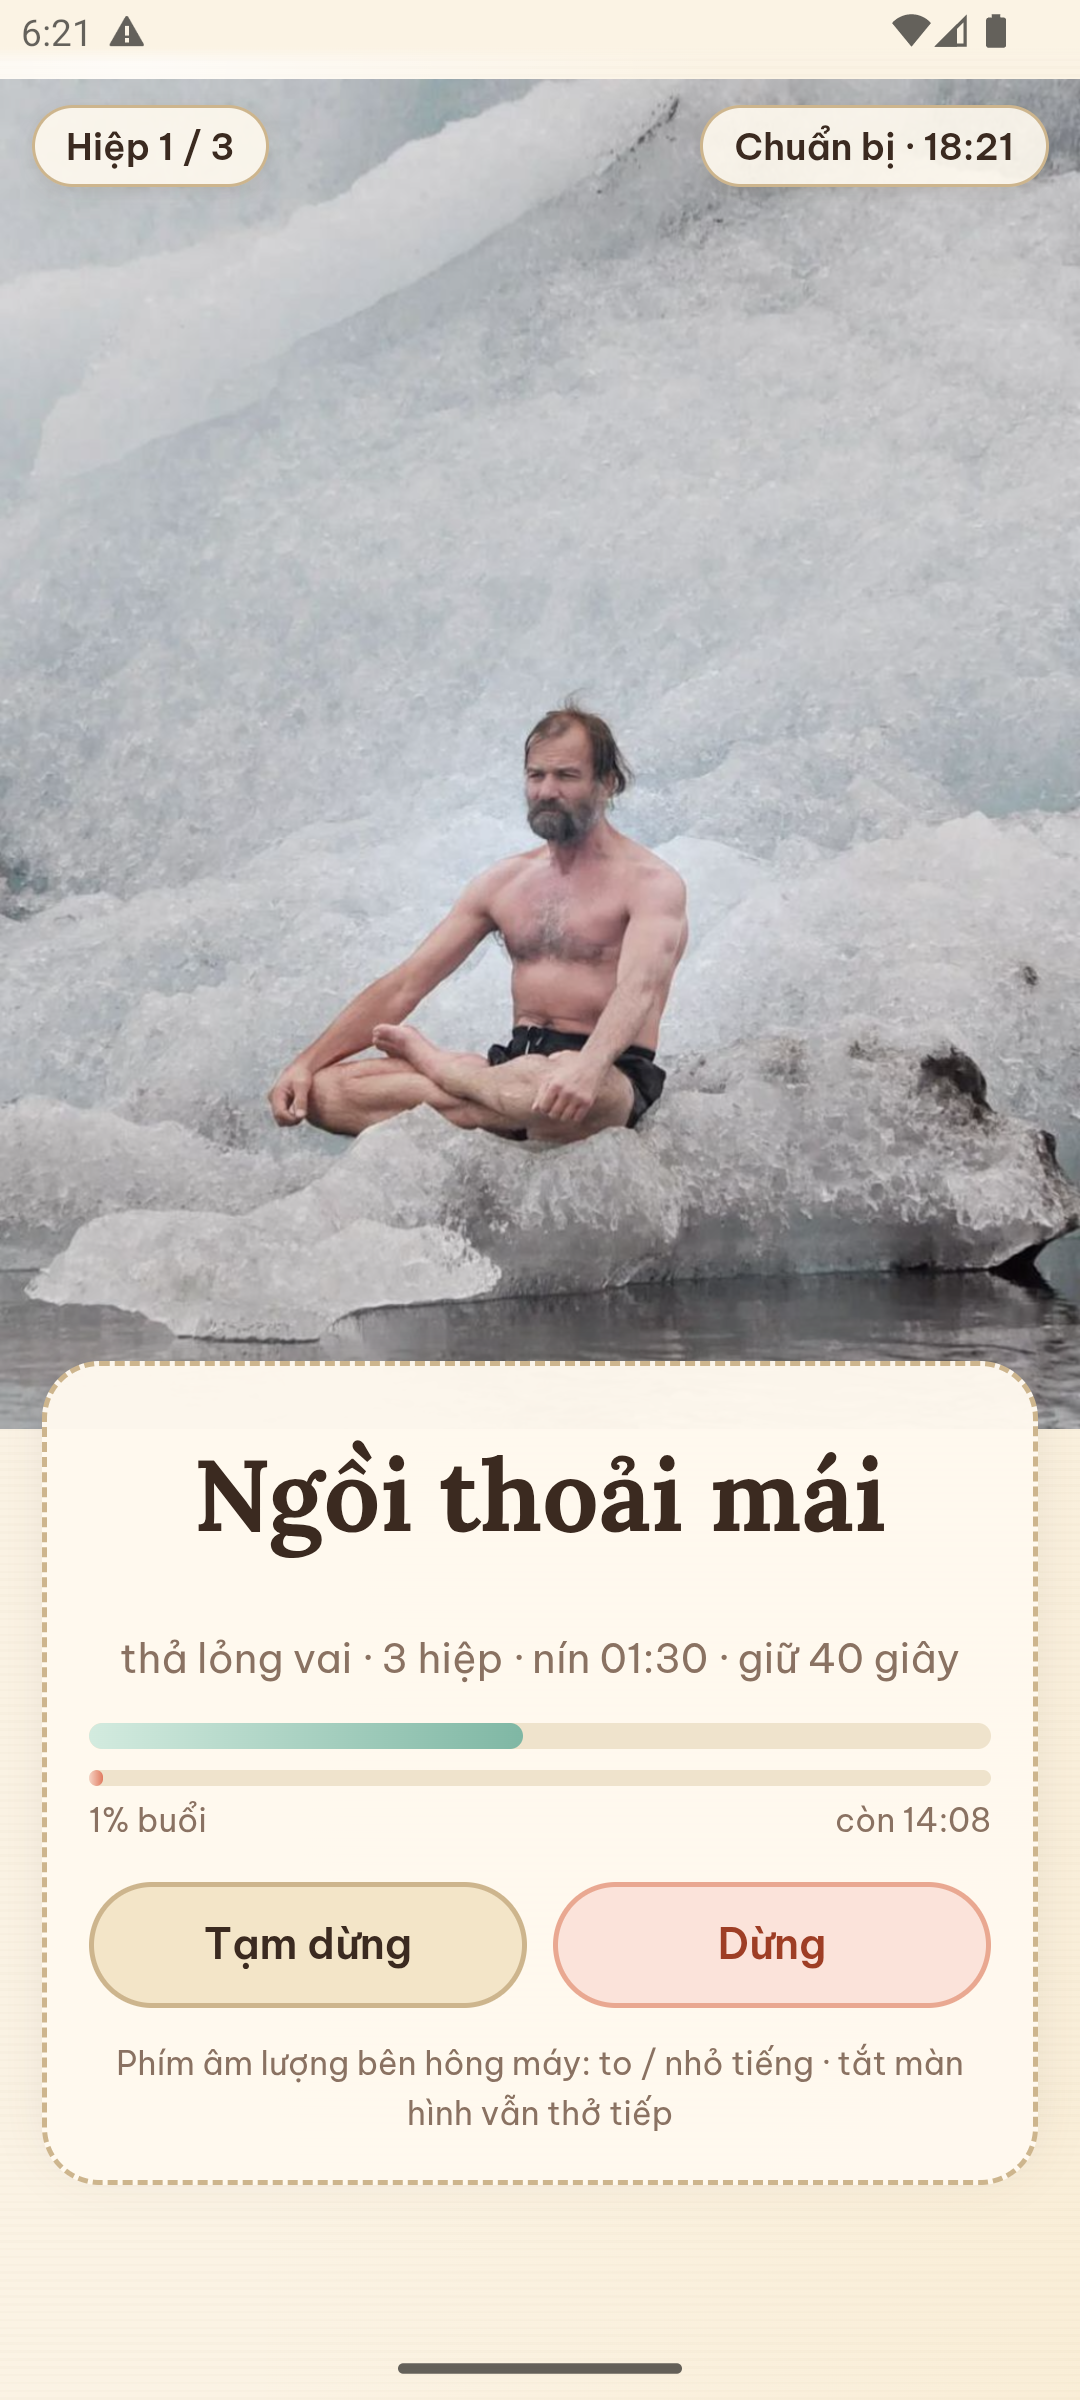 6:21
Hiệp 1 / 3
Chuẩn bị · 18:21
Ngồi thoải mái
thả lỏng vai · 3 hiệp · nín 01:30 · giữ 40 giây
1% buổi
còn 14:08
Tạm dừng
Dừng
Phím âm lượng bên hông máy: to / nhỏ tiếng · tắt màn
hình vẫn thở tiếp